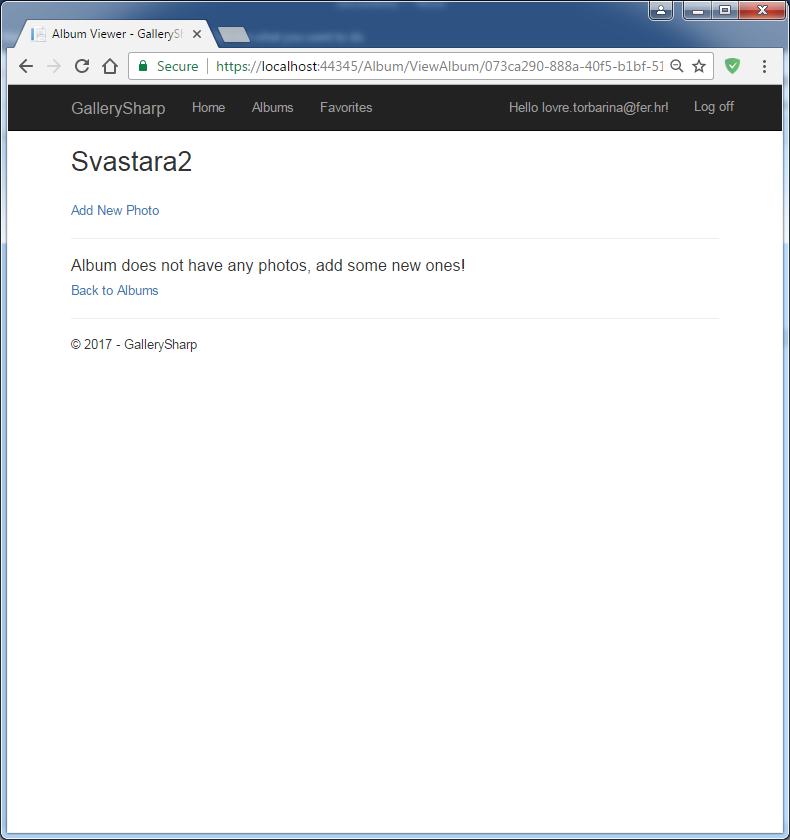 Album Viewer - GallerySh
Secure
https://localhost:44345/Album/ViewAlbum/073ca290-888a-40f5-b1bf-51
GallerySharp Home Albums Favorites Hello lovre.torbarina@fer.hr! Log off
Svastara2
Add New Photo
Album does not have any photos, add some new ones!
Back to Albums
© 2017 - GallerySharp